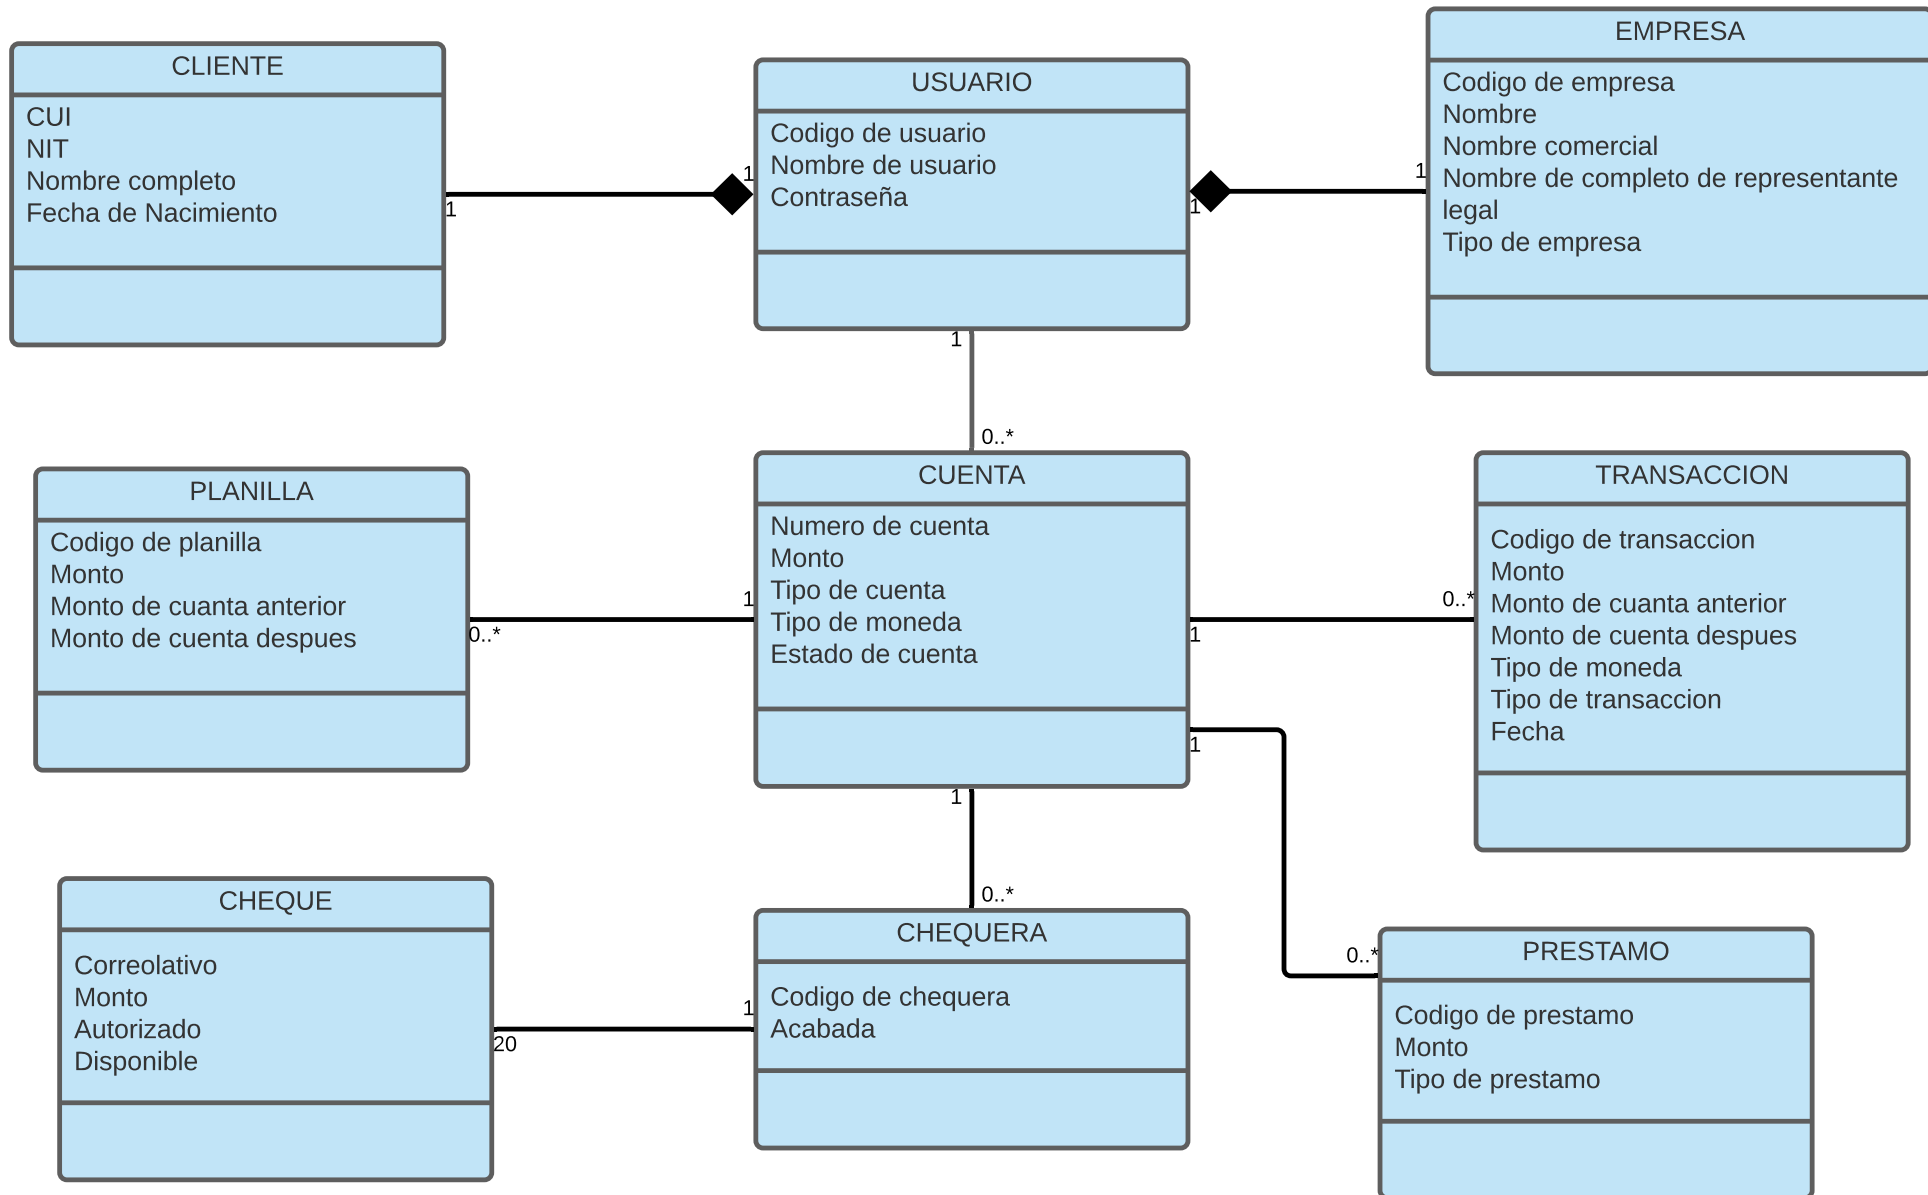 CLIENTE
CUI
NIT
Nombre completo
Fecha de Nacimiento
1
1
USUARIO
Codigo de usuario
Nombre de usuario
Contraseña
1
1
EMPRESA
Codigo de empresa
Nombre
Nombre comercial
Nombre de completo de representante
legal
Tipo de empresa
1
0..*
PLANILLA
Codigo de planilla
Monto
Monto de cuanta anterior
Monto de cuenta despues
0..*
1
CUENTA
Numero de cuenta
Monto
Tipo de cuenta
Tipo de moneda
Estado de cuenta
1
0..*
TRANSACCION
Codigo de transaccion
Monto
Monto de cuanta anterior
Monto de cuenta despues
Tipo de moneda
Tipo de transaccion
Fecha
1
1
0..*
0..*
CHEQUE
Correolativo
Monto
Autorizado
Disponible
20
1
CHEQUERA
Codigo de chequera
Acabada
PRESTAMO
Codigo de prestamo
Monto
Tipo de prestamo